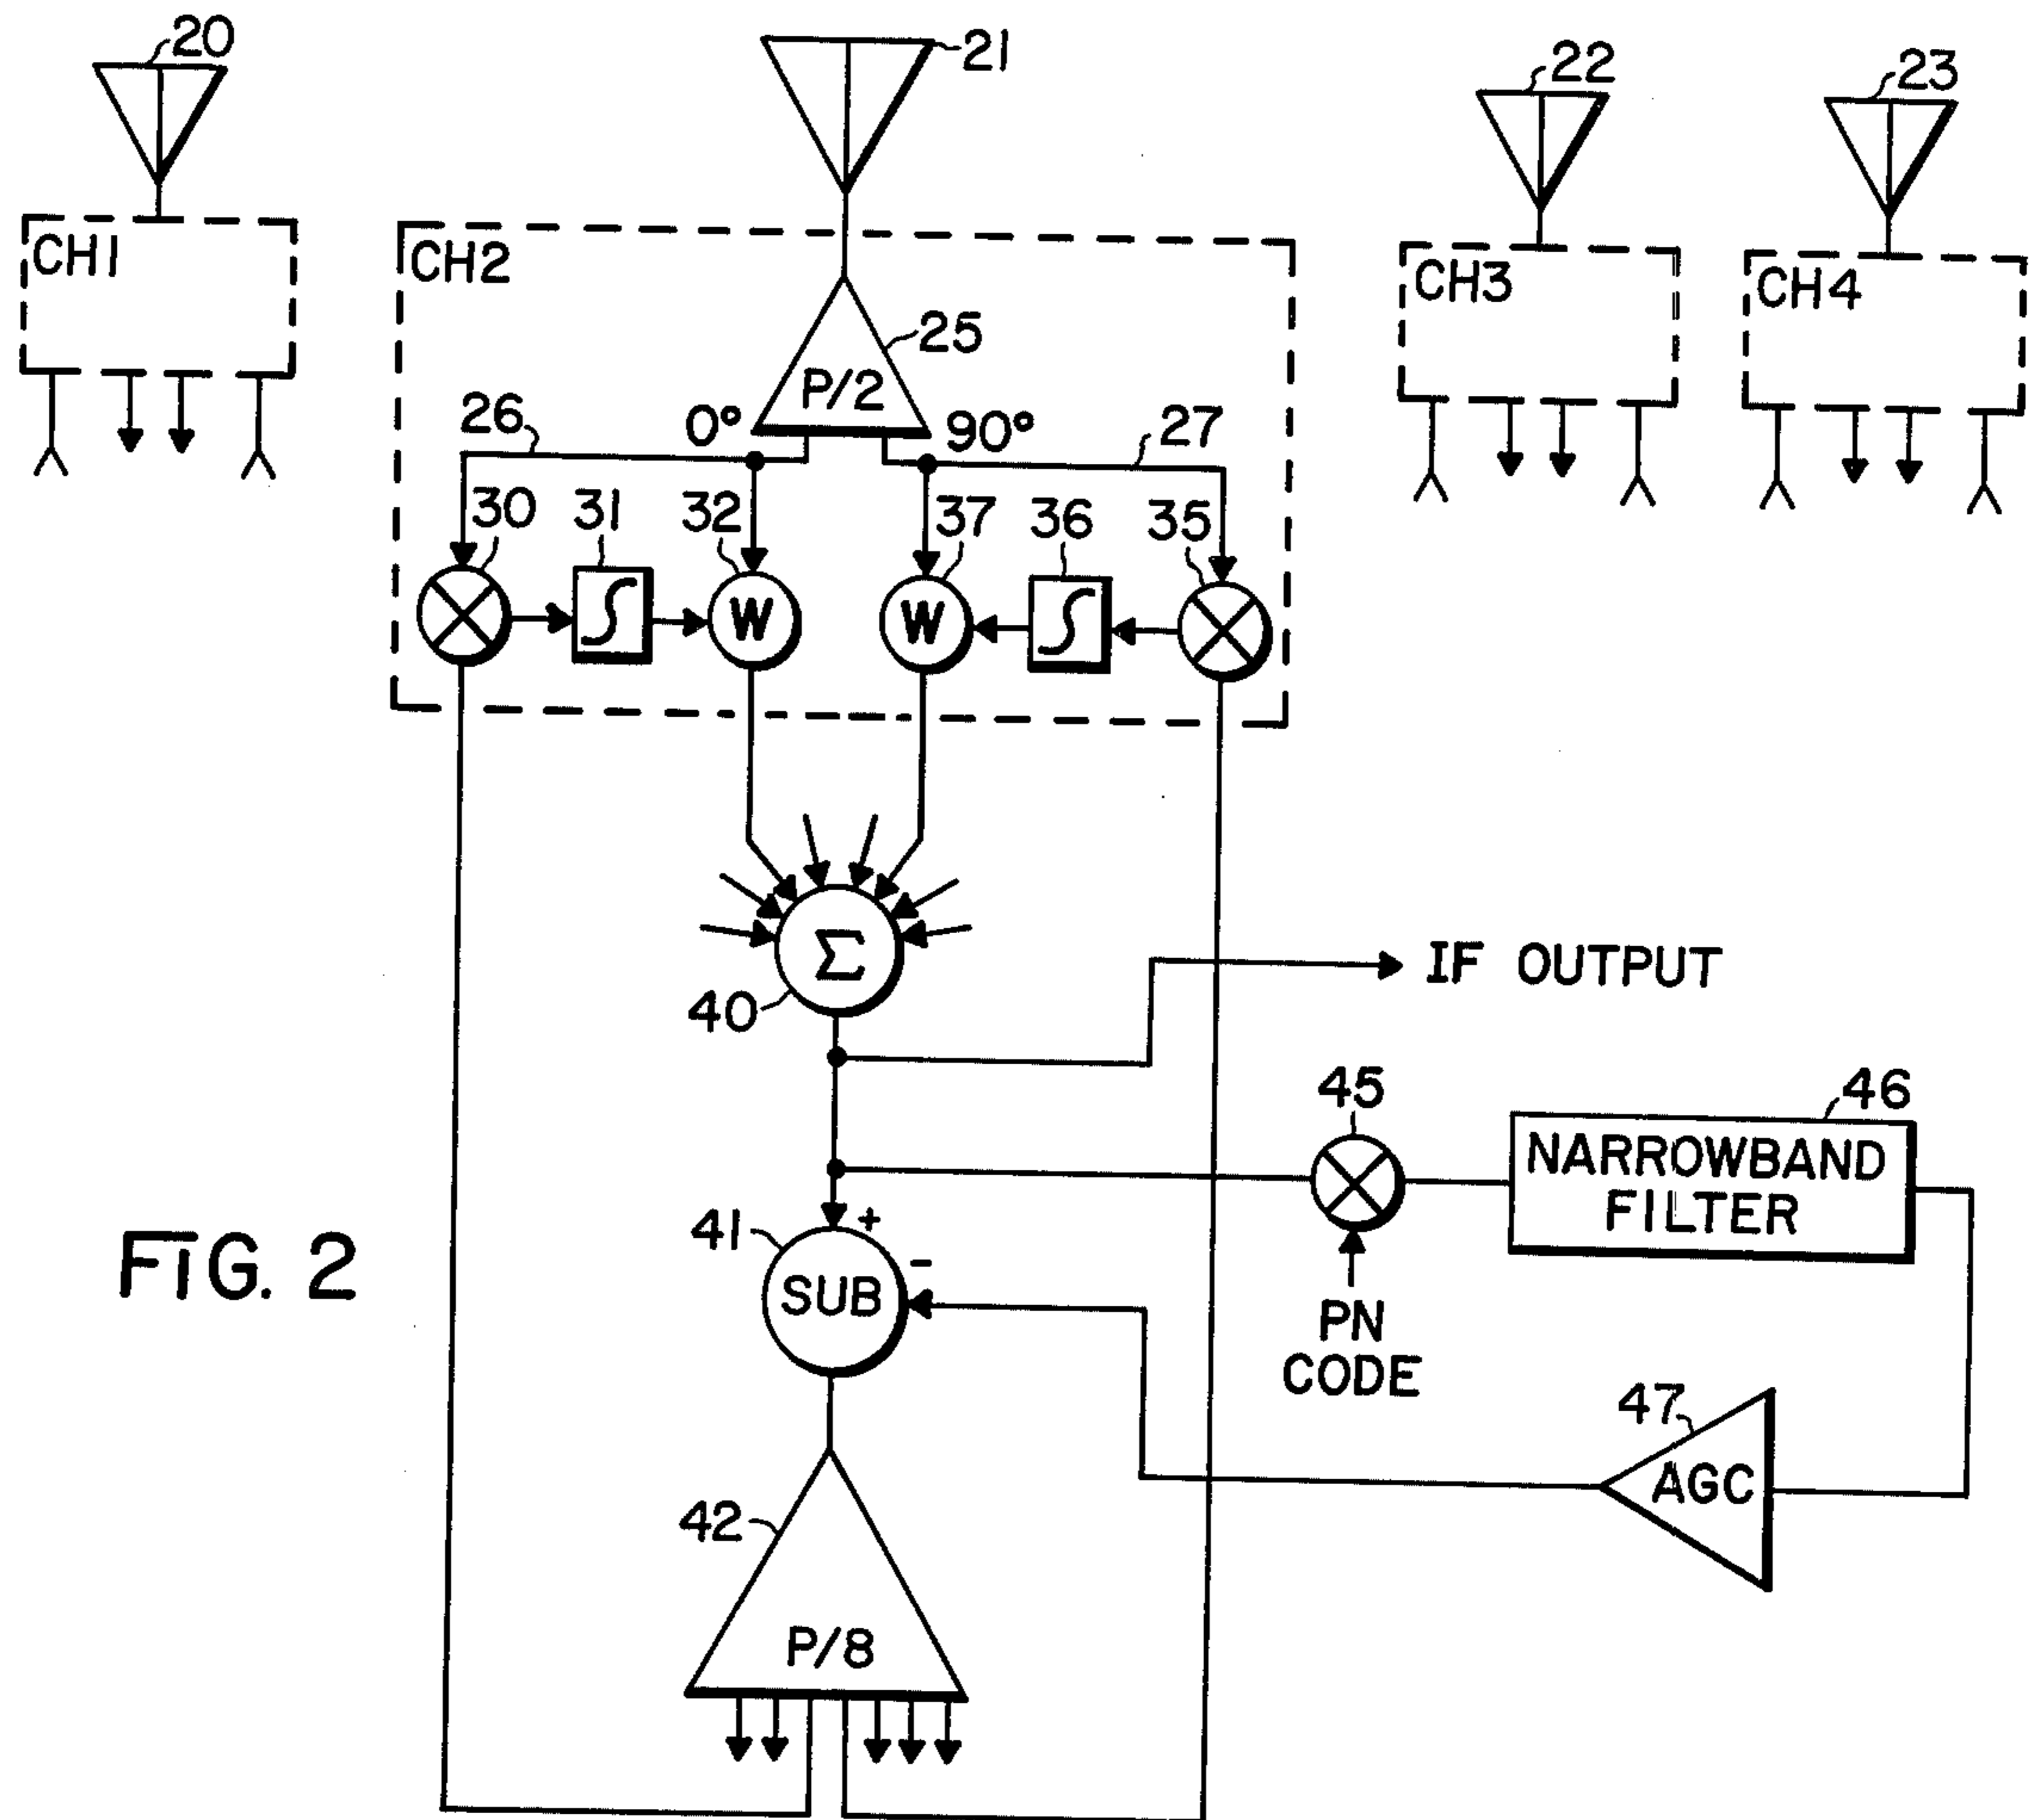 20
21
22
23
CH1
CH2
CH3
CH4
25
P/2
0°
90°
26
27
30
31
32
37
36
35
∫
W
W
∫
Σ
40
IF OUTPUT
45
46
NARROWBAND
FILTER
41
+
-
SUB
PN
CODE
FIG. 2
47
AGC
42
P/8